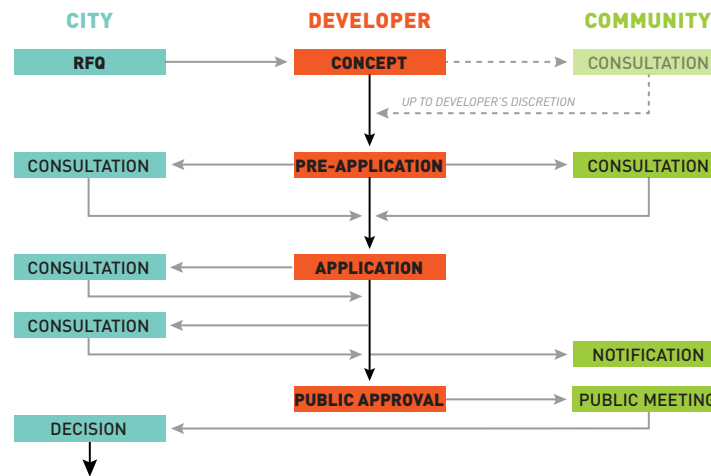 CITY DEVELOPER COMMUNITY
RFQ CONCEPT CONSULTATION
UP TO DEVELOPER'S DISCRETION
CONSULTATION PRE-APPLICATION CONSULTATION
CONSULTATION APPLICATION
CONSULTATION
NOTIFICATION
PUBLIC APPROVAL PUBLIC MEETING
DECISION